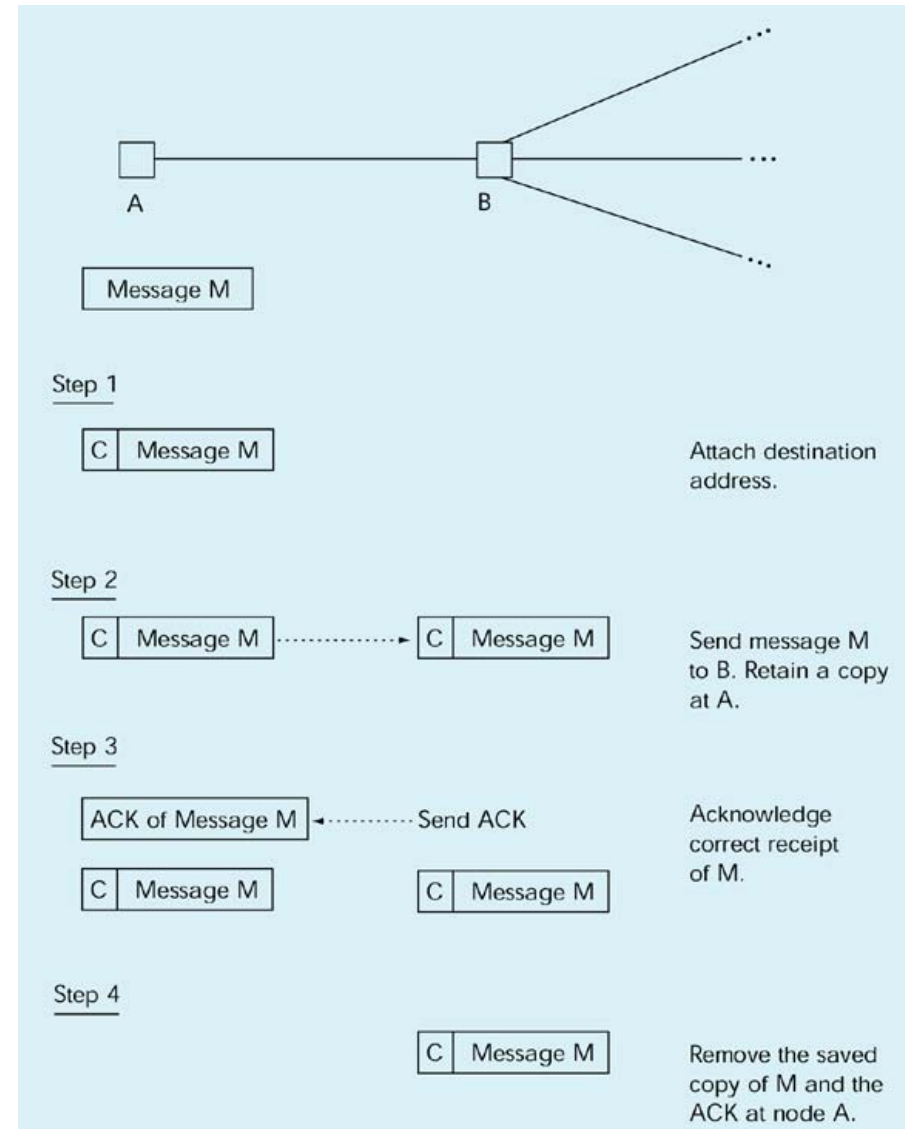 ...
A
B
...
...
Message M
Step 1
C Message M
Attach destination
address.
Step 2
C Message M
C Message M
Send message M
to B. Retain a copy
at A.
Step 3
ACK of Message M
Send ACK
Acknowledge
correct receipt
of M.
C Message M
C Message M
Step 4
C Message M
Remove the saved
copy of M and the
ACK at node A.